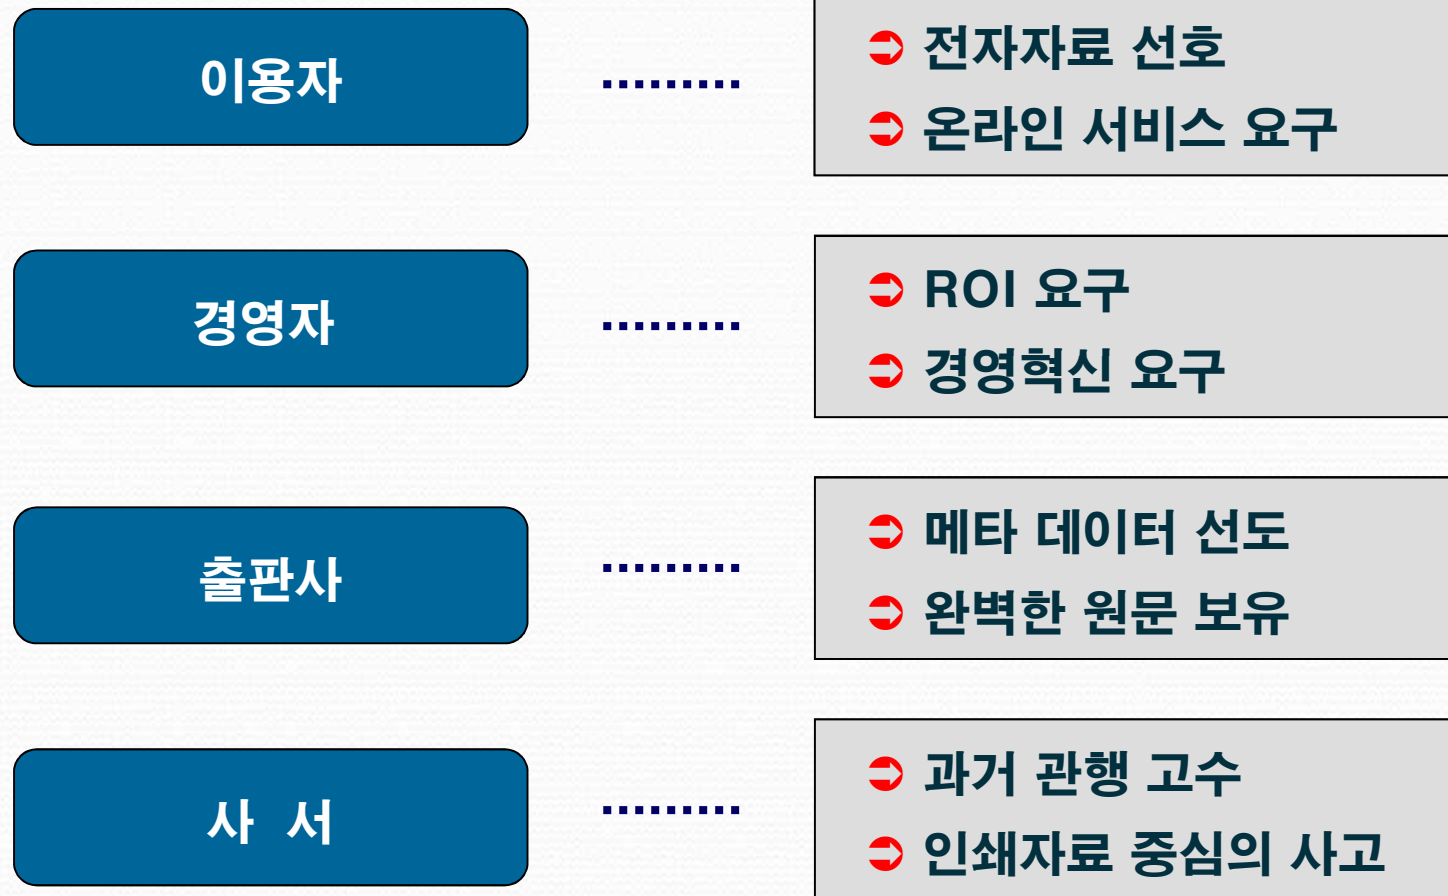 이용자
전자자료 선호
온라인 서비스 요구
경영자
ROI 요구
경영혁신 요구
출판사
메타 데이터 선도
완벽한 원문 보유
사 서
과거 관행 고수
인쇄자료 중심의 사고